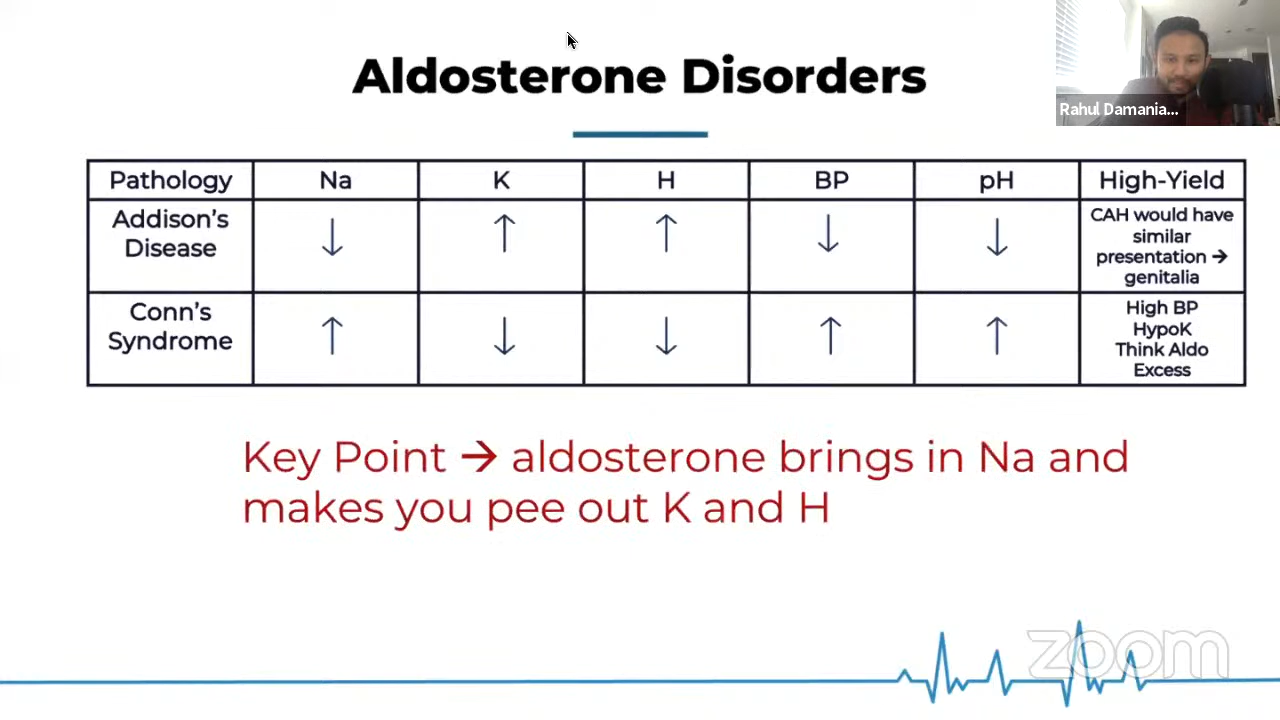 Aldosterone Disorders
Rahul Damania...
Pathology Na K H BP pH High-Yield
Addison's
Disease
↓ ↑ ↑ ↓ ↓
CAH would have
similar
presentation →
genitalia
Conn's
Syndrome
↑ ↓ ↓ ↑ ↑
High BP
HypoK
Think Aldo
Excess
Key Point → aldosterone brings in Na and
makes you pee out K and H
zoom